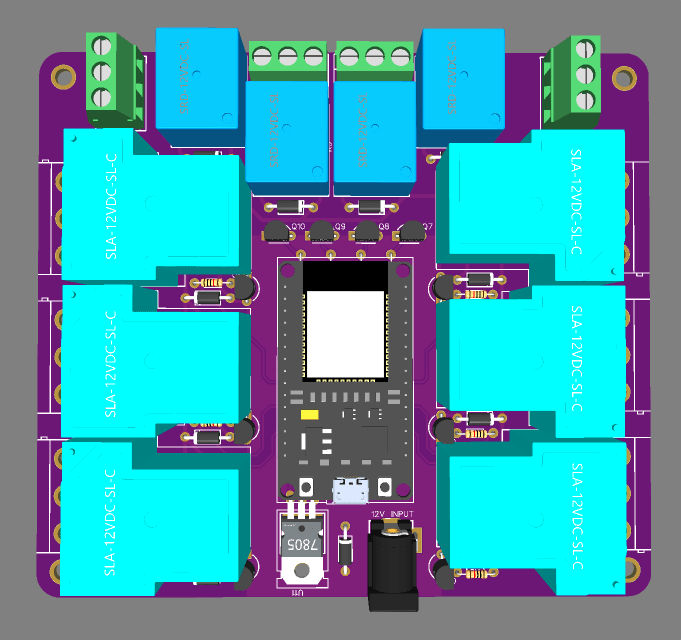 SRD-12VDC-SL
SRD-12VDC-SL
SRD-12VDC-SL
SRD-12VDC-SL
SLA-12VDC-SL-C
SLA-12VDC-SL-C
Q10
Q9
Q8
Q7
SLA-12VDC-SL-C
SLA-12VDC-SL-C
SLA-12VDC-SL-C
SLA-12VDC-SL-C
12V INPUT
7805
U11